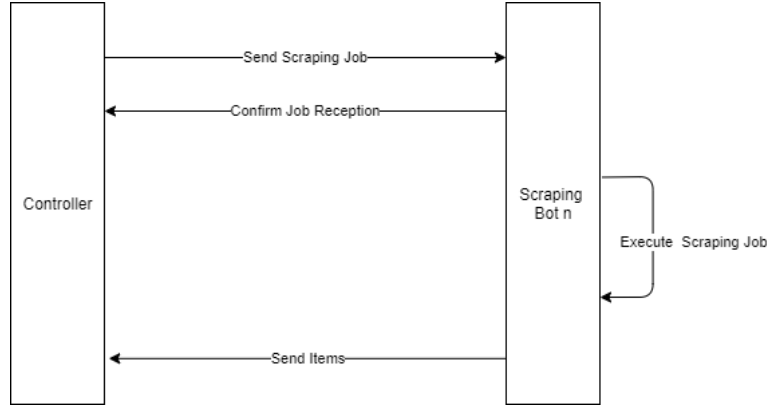 Send Scraping Job
Confirm Job Reception
Controller
Scraping
Bot n
Execute  Scraping Job
Send Items